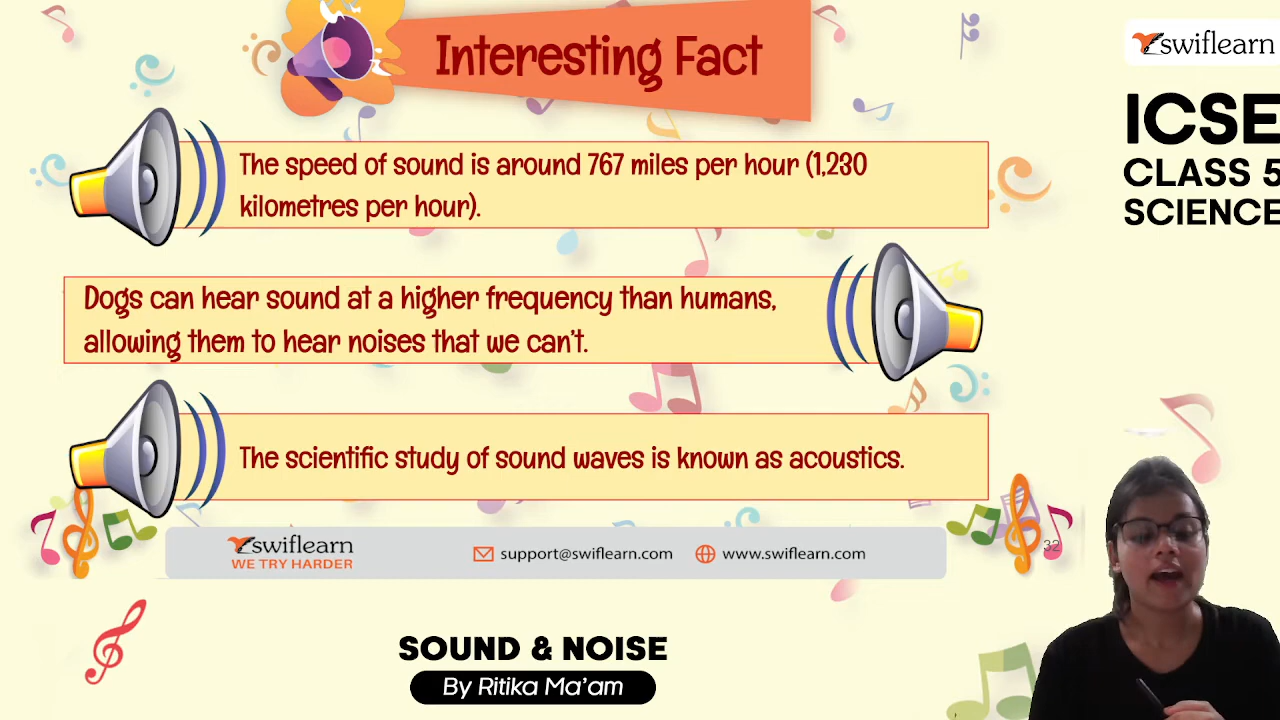 Interesting Fact
swiflearn
ICSE
CLASS 5
SCIENCE
The speed of sound is around 767 miles per hour (1,230
kilometres per hour).
Dogs can hear sound at a higher frequency than humans,
allowing them to hear noises that we can't.
The scientific study of sound waves is known as acoustics.
32
swiflearn
WE TRY HARDER
support@swiflearn.com
www.swiflearn.com
SOUND & NOISE
By Ritika Ma'am